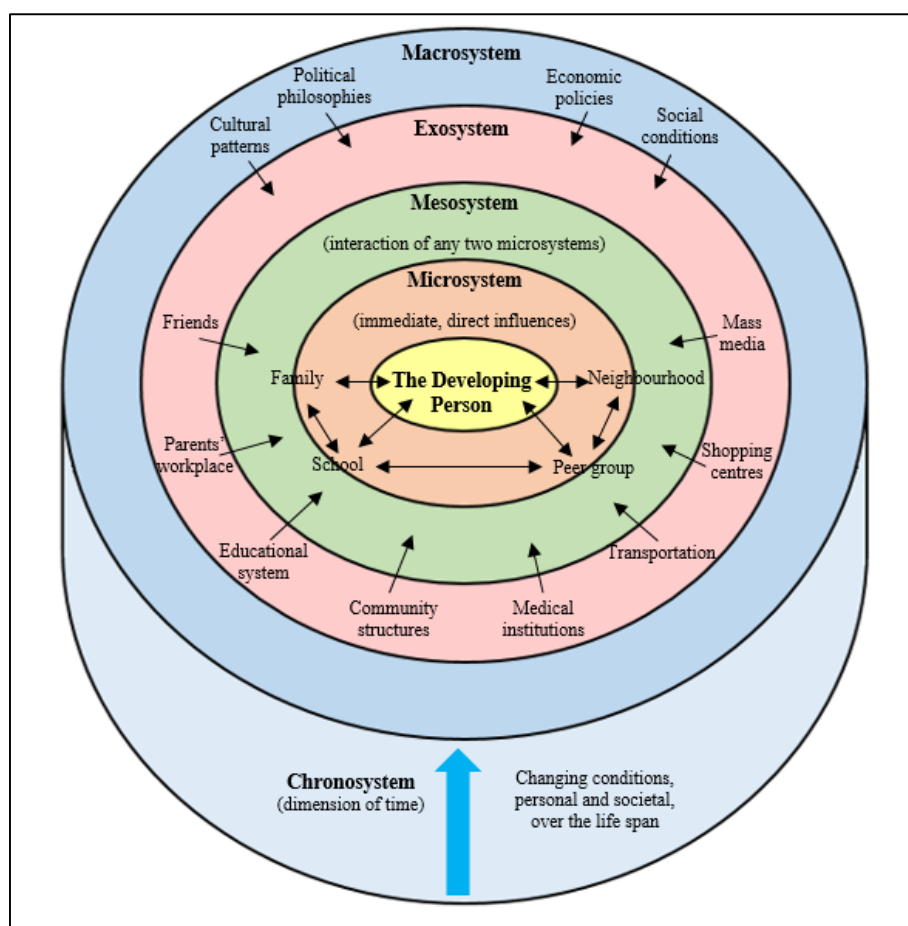 Macrosystem
Political
philosophies
Economic
policies
Cultural
patterns
Social
conditions
Exosystem
Mesosystem
(interaction of any two microsystems)
Microsystem
(immediate, direct influences)
Friends
Mass
media
Family
The Developing
Person
Neighbourhood
Parents'
workplace
School
Peer group
Shopping
centres
Educational
system
Transportation
Community
structures
Medical
institutions
Chronosystem
(dimension of time)
Changing conditions,
personal and societal,
over the life span